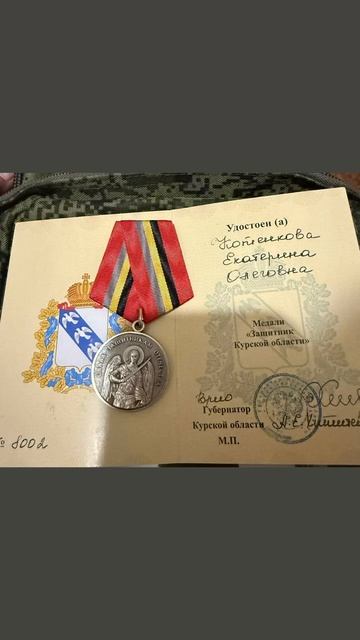 Удостоен (а)
Котенкова
Екатерина
Олеговна
Медали
«Защитник
Курской области»
Врио
Губернатор
Курской области
М.П.
№ 8002